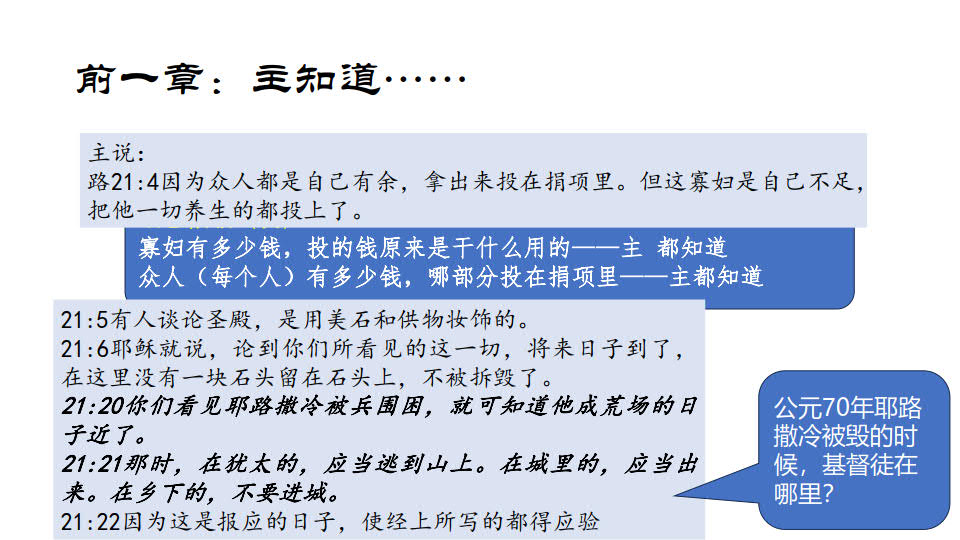 前一章：主知道……
主说：
路21:4因为众人都是自己有余，拿出来投在捐项里。但这寡妇是自己不足，
把他一切养生的都投上了。
寡妇有多少钱，投的钱原来是干什么用的——主 都知道
众人（每个人）有多少钱，哪部分投在捐项里——主都知道
21:5有人谈论圣殿，是用美石和供物妆饰的。
21:6耶稣就说，论到你们所看见的这一切，将来日子到了，
在这里没有一块石头留在石头上，不被拆毁了。
21:20你们看见耶路撒冷被兵围困，就可知道他成荒场的日
子近了。
21:21那时，在犹太的，应当逃到山上。在城里的，应当出
来。在乡下的，不要进城。
21:22因为这是报应的日子，使经上所写的都得应验
公元70年耶路
撒冷被毁的时
候，基督徒在
哪里？